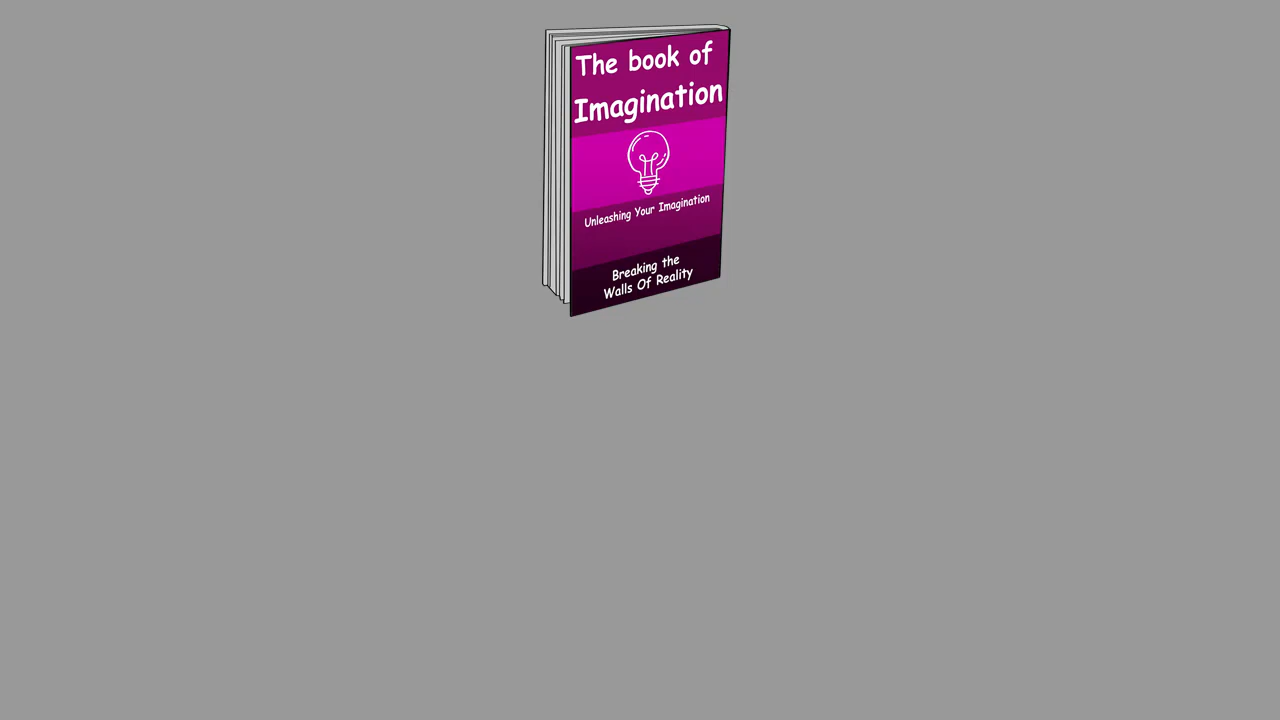 The book of
Imagination
Unleashing Your Imagination
Breaking the
Walls Of Reality